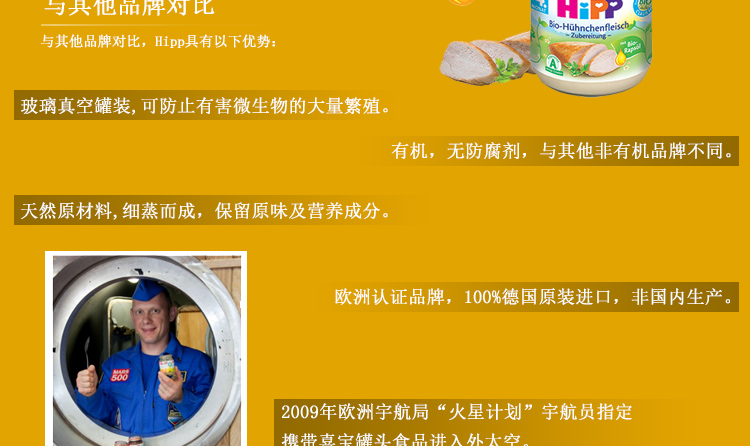 与其他品牌对比
与其他品牌对比，Hipp具有以下优势：
HiPP
Bio-Hühnchenfleisch
- Zubereitung -
mit Bio-Rapsöl
玻璃真空罐装,可防止有害微生物的大量繁殖。
有机，无防腐剂，与其他非有机品牌不同。
天然原材料,细蒸而成，保留原味及营养成分。
欧洲认证品牌，100%德国原装进口，非国内生产。
MARS
500
2009年欧洲宇航局“火星计划”宇航员指定
携带喜宝罐头食品进入外太空。